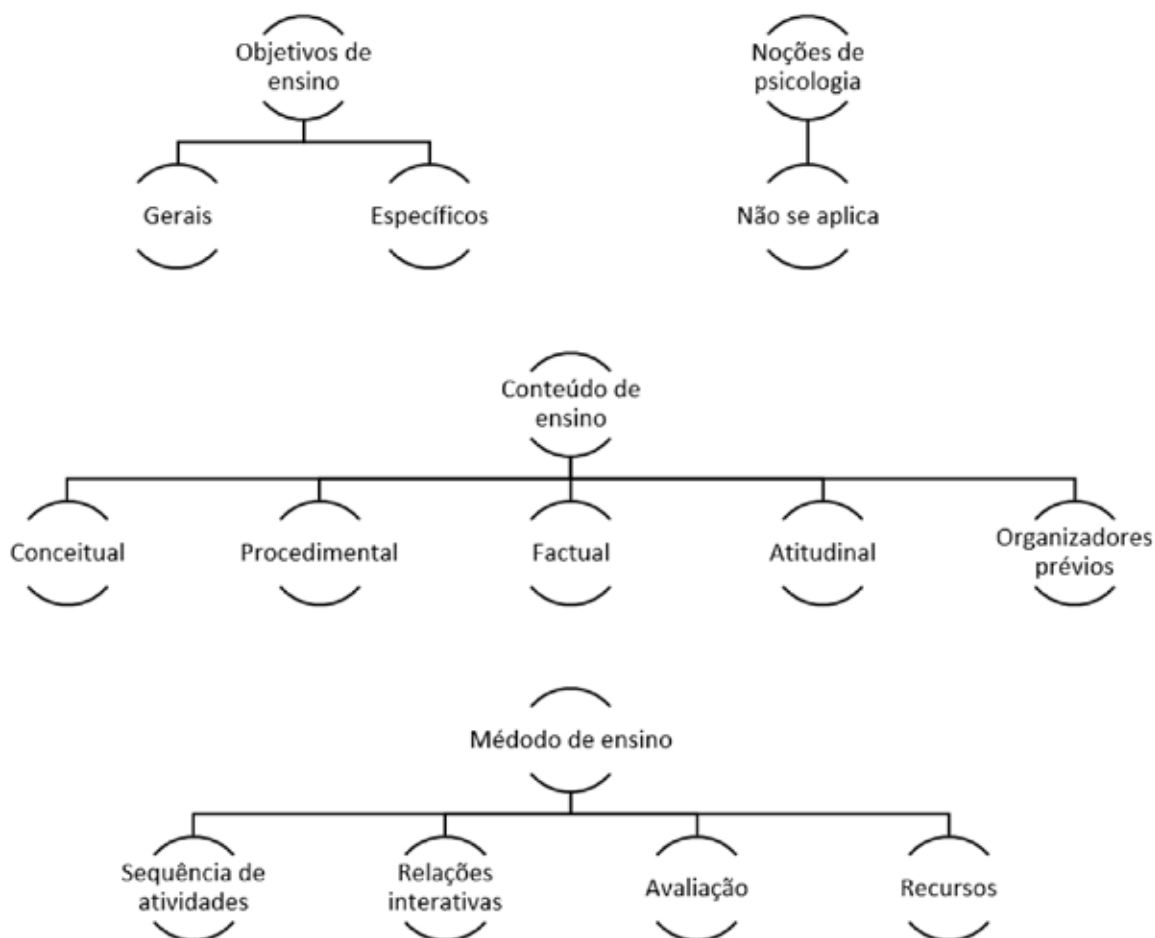 Objetivos de
ensino
Noções de
psicologia
Gerais
Específicos
Não se aplica
Conteúdo de
ensino
Conceitual
Procedimental
Factual
Atitudinal
Organizadores
prévios
Médodo de ensino
Sequência de
atividades
Relações
interativas
Avaliação
Recursos